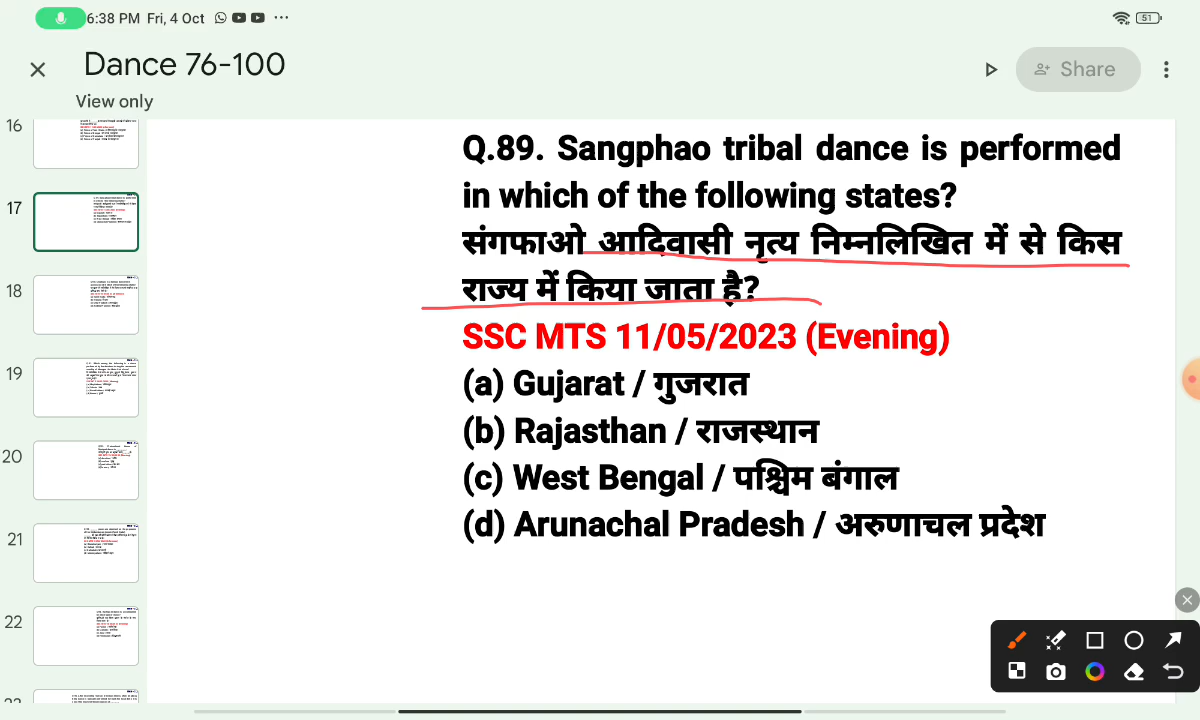 6:38 PM Fri, 4 Oct
51
Dance 76-100
Share
View only
16
17
18
19
20
21
22
Q.89. Sangphao tribal dance is performed
in which of the following states?
संगफाओ आदिवासी नृत्य निम्नलिखित में से किस
राज्य में किया जाता है?
SSC MTS 11/05/2023 (Evening)
(a) Gujarat / गुजरात
(b) Rajasthan / राजस्थान
(c) West Bengal / पश्चिम बंगाल
(d) Arunachal Pradesh / अरुणाचल प्रदेश